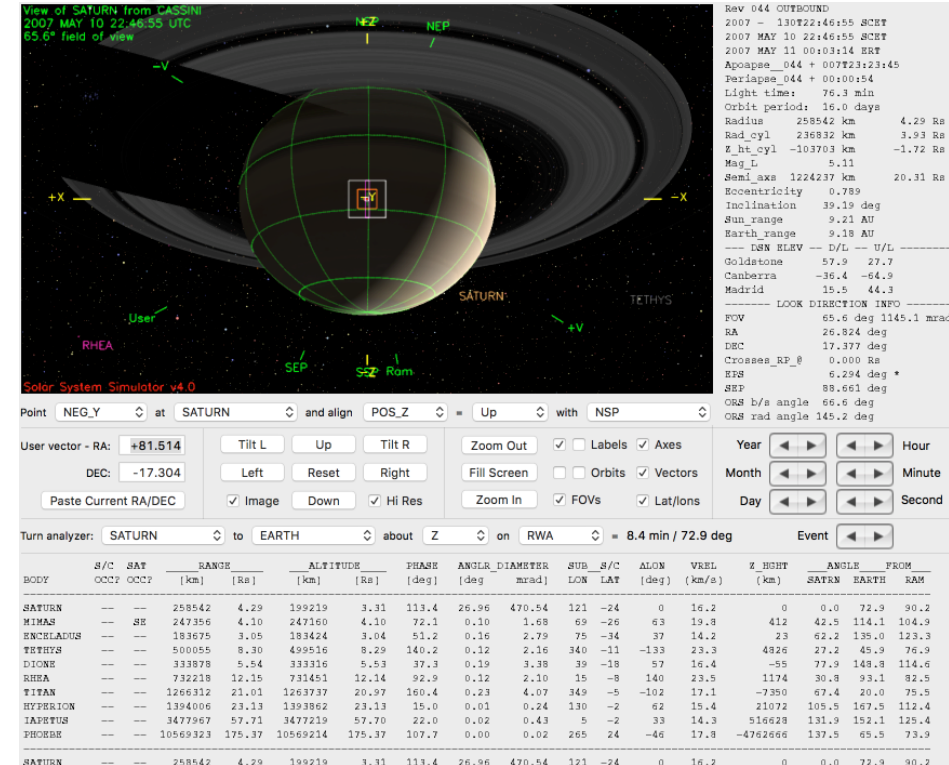 View of SATURN from CASSINI
2007 MAY 10 22:46:55 UTC
65.6° field of view
NEP
-V
+X
-Y
-X
SATURN
TETHYS
User
+V
RHEA
SEP
SSP
Ram
-Z
Solar System Simulator v4.0
Rev 044 OUTBOUND
2007 - 130T22:46:55 SCET
2007 MAY 10 22:46:55 SCET
2007 MAY 11 00:03:14 ERT
Apoapse__044 + 007T23:23:45
Periapse_044 + 00:00:54
Light time: 76.3 min
Orbit period: 16.0 days
Radius 258542 km 4.29 Rs
Rad_cyl 236832 km 3.93 Rs
Z_ht_cyl -103703 km -1.72 Rs
Mag_L 5.11
Semi_axs 1224237 km 20.31 Rs
Eccentricity 0.789
Inclination 39.19 deg
Sun_range 9.21 AU
Earth_range 9.18 AU
--- DSN ELEV -- D/L -- U/L -------
Goldstone 57.9 27.7
Canberra -36.4 -64.9
Madrid 15.5 44.3
------- LOOK DIRECTION INFO -------
FOV 65.6 deg 1145.1 mrad
RA 26.824 deg
DEC 17.377 deg
Crosses_RP_@ 0.000 Rs
EPS 6.294 deg *
SEP 88.661 deg
ORS b/s angle 66.6 deg
ORS rad angle 145.2 deg
Point NEG_Y at SATURN and align POS_Z = Up with NSP
User vector - RA: +81.514
DEC: -17.304
Paste Current RA/DEC
Tilt L Up Tilt R
Left Reset Right
Image Down Hi Res
Zoom Out Labels Axes
Fill Screen Orbits Vectors
Zoom In FOVs Lat/lons
Year Hour
Month Minute
Day Second
Turn analyzer: SATURN to EARTH about Z on RWA = 8.4 min / 72.9 deg Event
S/C SAT RANGE ALTITUDE PHASE ANGLR_DIAMETER SUB__S/C ΔLON VREL Z_HGHT ANGLE FROM
BODY OCC? OCC? [km] [Rs] [km] [Rs] [deg] [deg mrad] LON LAT [deg] (km/s) (km) SATRN EARTH RAM
SATURN -- -- 258542 4.29 199219 3.31 113.4 26.96 470.54 121 -24 0 16.2 0 0.0 72.9 90.2
MIMAS -- SE 247356 4.10 247160 4.10 72.1 0.10 1.68 69 -26 63 19.8 412 42.5 114.1 104.9
ENCELADUS -- -- 183675 3.05 183424 3.04 51.2 0.16 2.79 75 -34 37 14.2 23 62.2 135.0 123.3
TETHYS -- -- 500055 8.30 499516 8.29 140.2 0.12 2.16 340 -11 -133 23.3 4826 27.2 45.9 76.9
DIONE -- -- 333878 5.54 333316 5.53 37.3 0.19 3.38 39 -18 57 16.4 -55 77.9 148.8 114.6
RHEA -- -- 732218 12.15 731451 12.14 92.9 0.12 2.10 15 -8 140 23.5 1174 30.8 93.1 82.5
TITAN -- -- 1266312 21.01 1263737 20.97 160.4 0.23 4.07 349 -5 -102 17.1 -7350 67.4 20.0 75.5
HYPERION -- -- 1394006 23.13 1393862 23.13 15.0 0.01 0.24 130 -2 62 15.4 21072 105.5 167.5 112.4
IAPETUS -- -- 3477967 57.71 3477219 57.70 22.0 0.02 0.43 5 -2 33 14.3 516628 131.9 152.1 125.4
PHOEBE -- -- 10569323 175.37 10569214 175.37 107.7 0.00 0.02 265 24 -46 17.8 -4762666 137.5 65.5 73.9
SATURN -- -- 258542 4.29 199219 3.31 113.4 26.96 470.54 121 -24 0 16.2 0 0.0 72.9 90.2